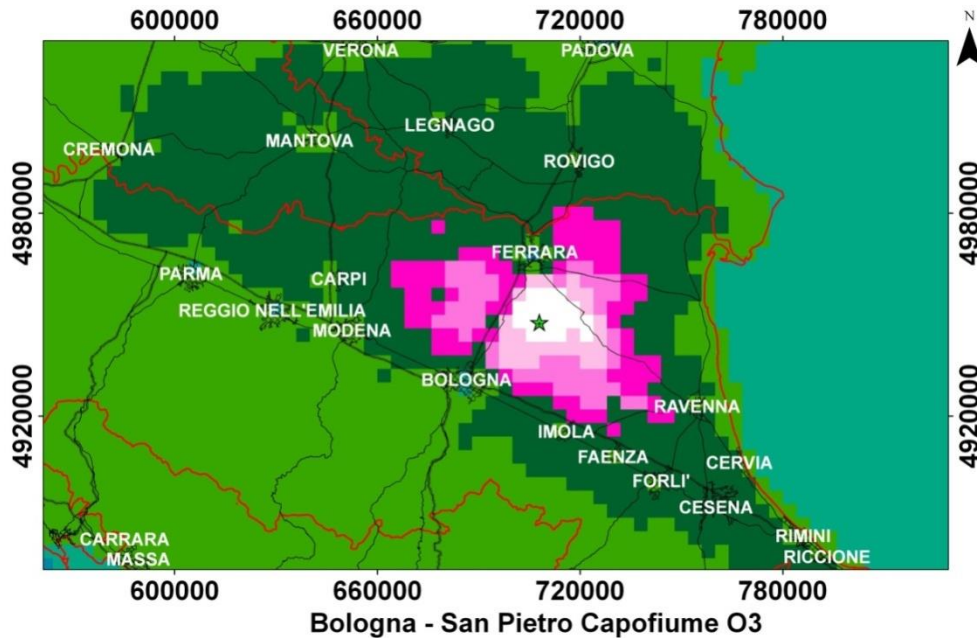 600000 660000 720000 780000
N
VERONA PADOVA
LEGNAGO
CREMONA MANTOVA
ROVIGO
4980000 4980000
FERRARA
PARMA CARPI
REGGIO NELL'EMILIA
MODENA
BOLOGNA
4920000 4920000
RAVENNA
IMOLA
FAENZA
CERVIA
FORLI'
CESENA
CARRARA RIMINI
MASSA RICCIONE
600000 660000 720000 780000
Bologna - San Pietro Capofiume O3